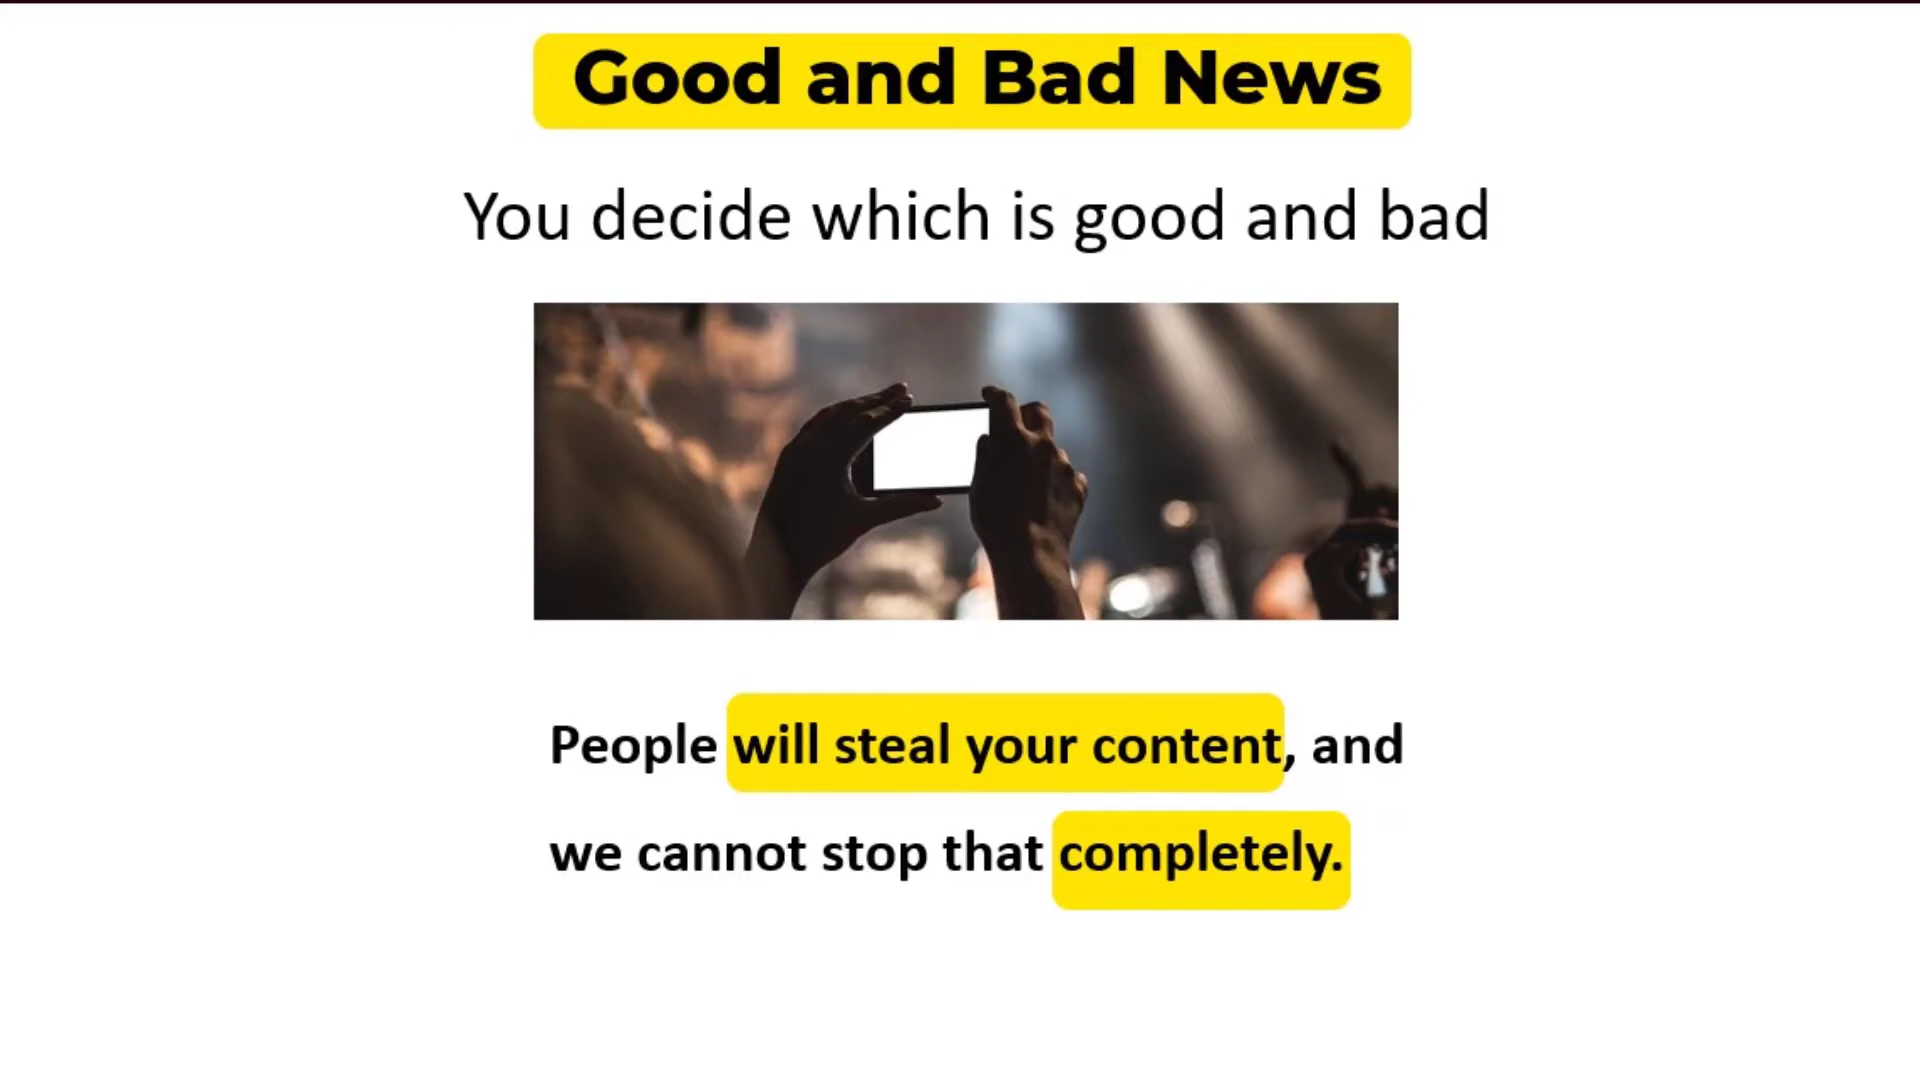 Good and Bad News
You decide which is good and bad
People will steal your content, and
we cannot stop that completely.